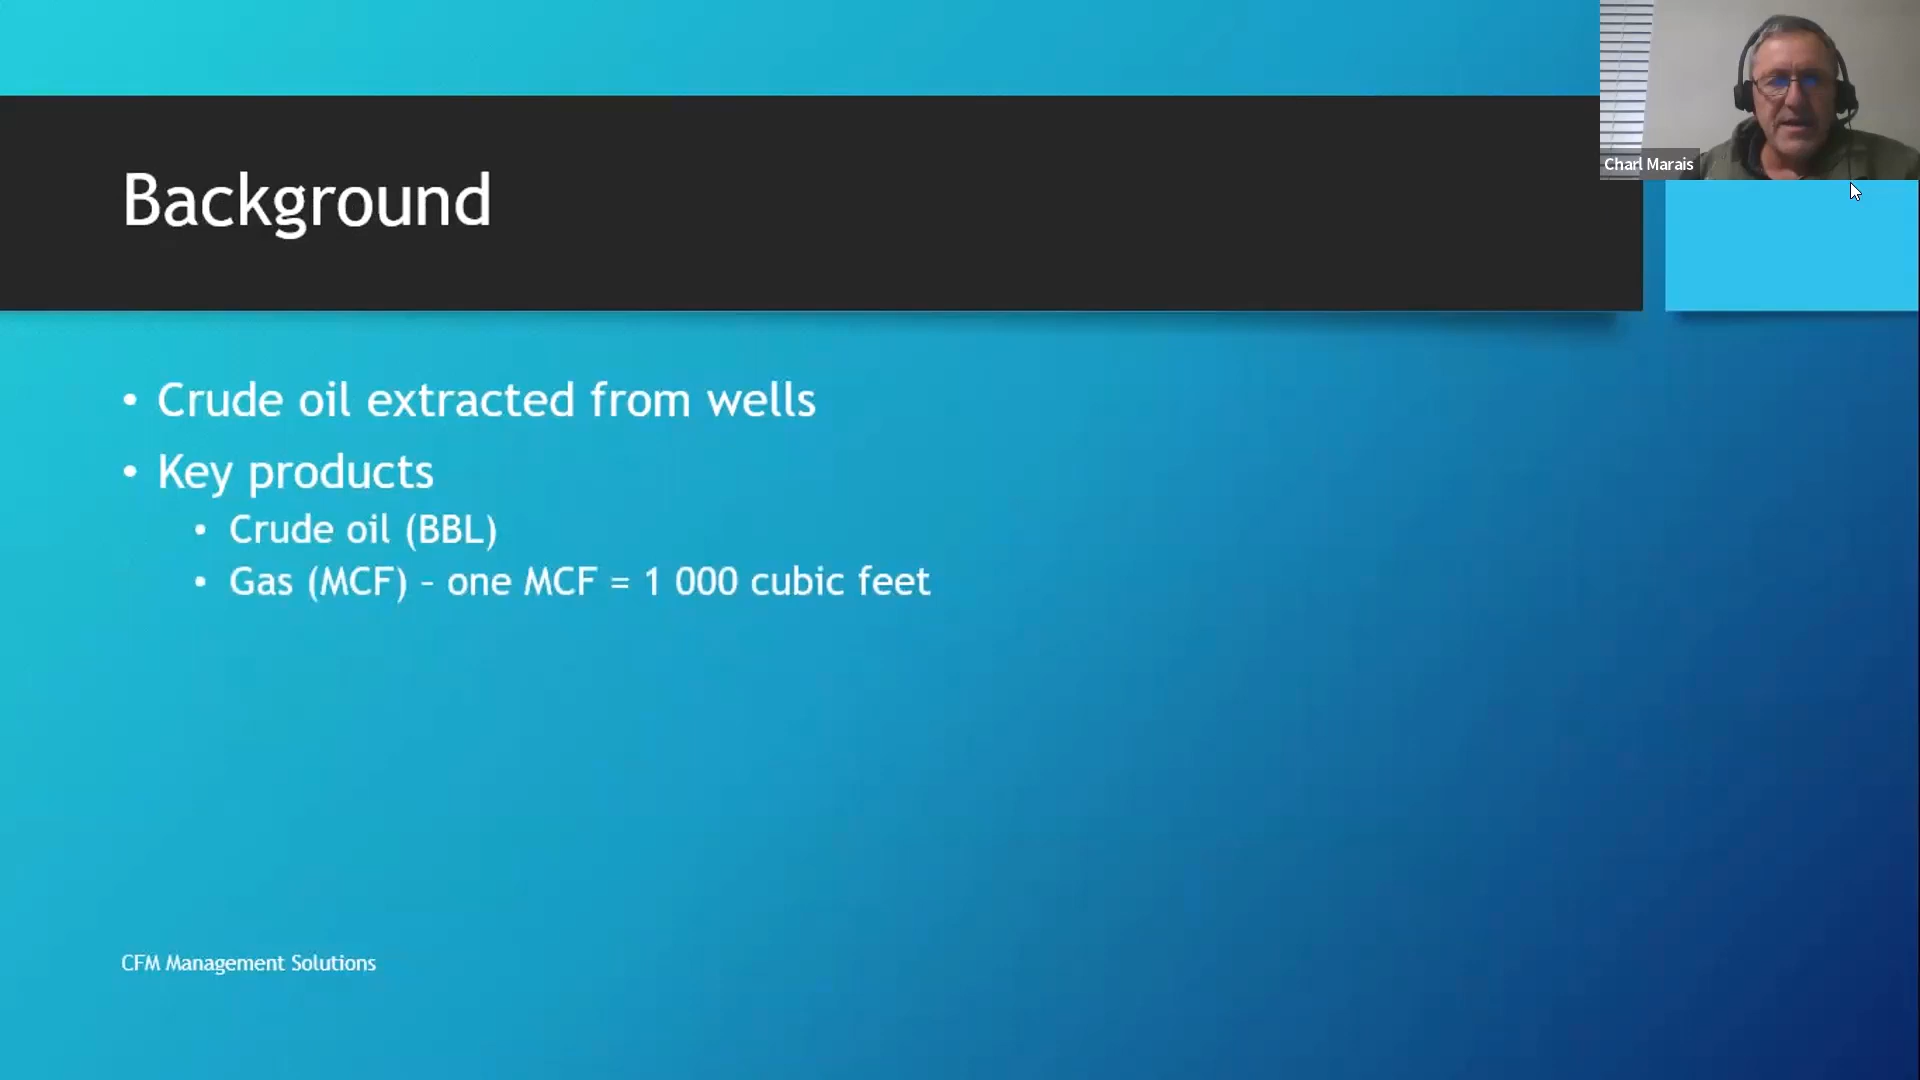 Charl Marais
Background
• Crude oil extracted from wells
• Key products
• Crude oil (BBL)
• Gas (MCF) – one MCF = 1 000 cubic feet
CFM Management Solutions